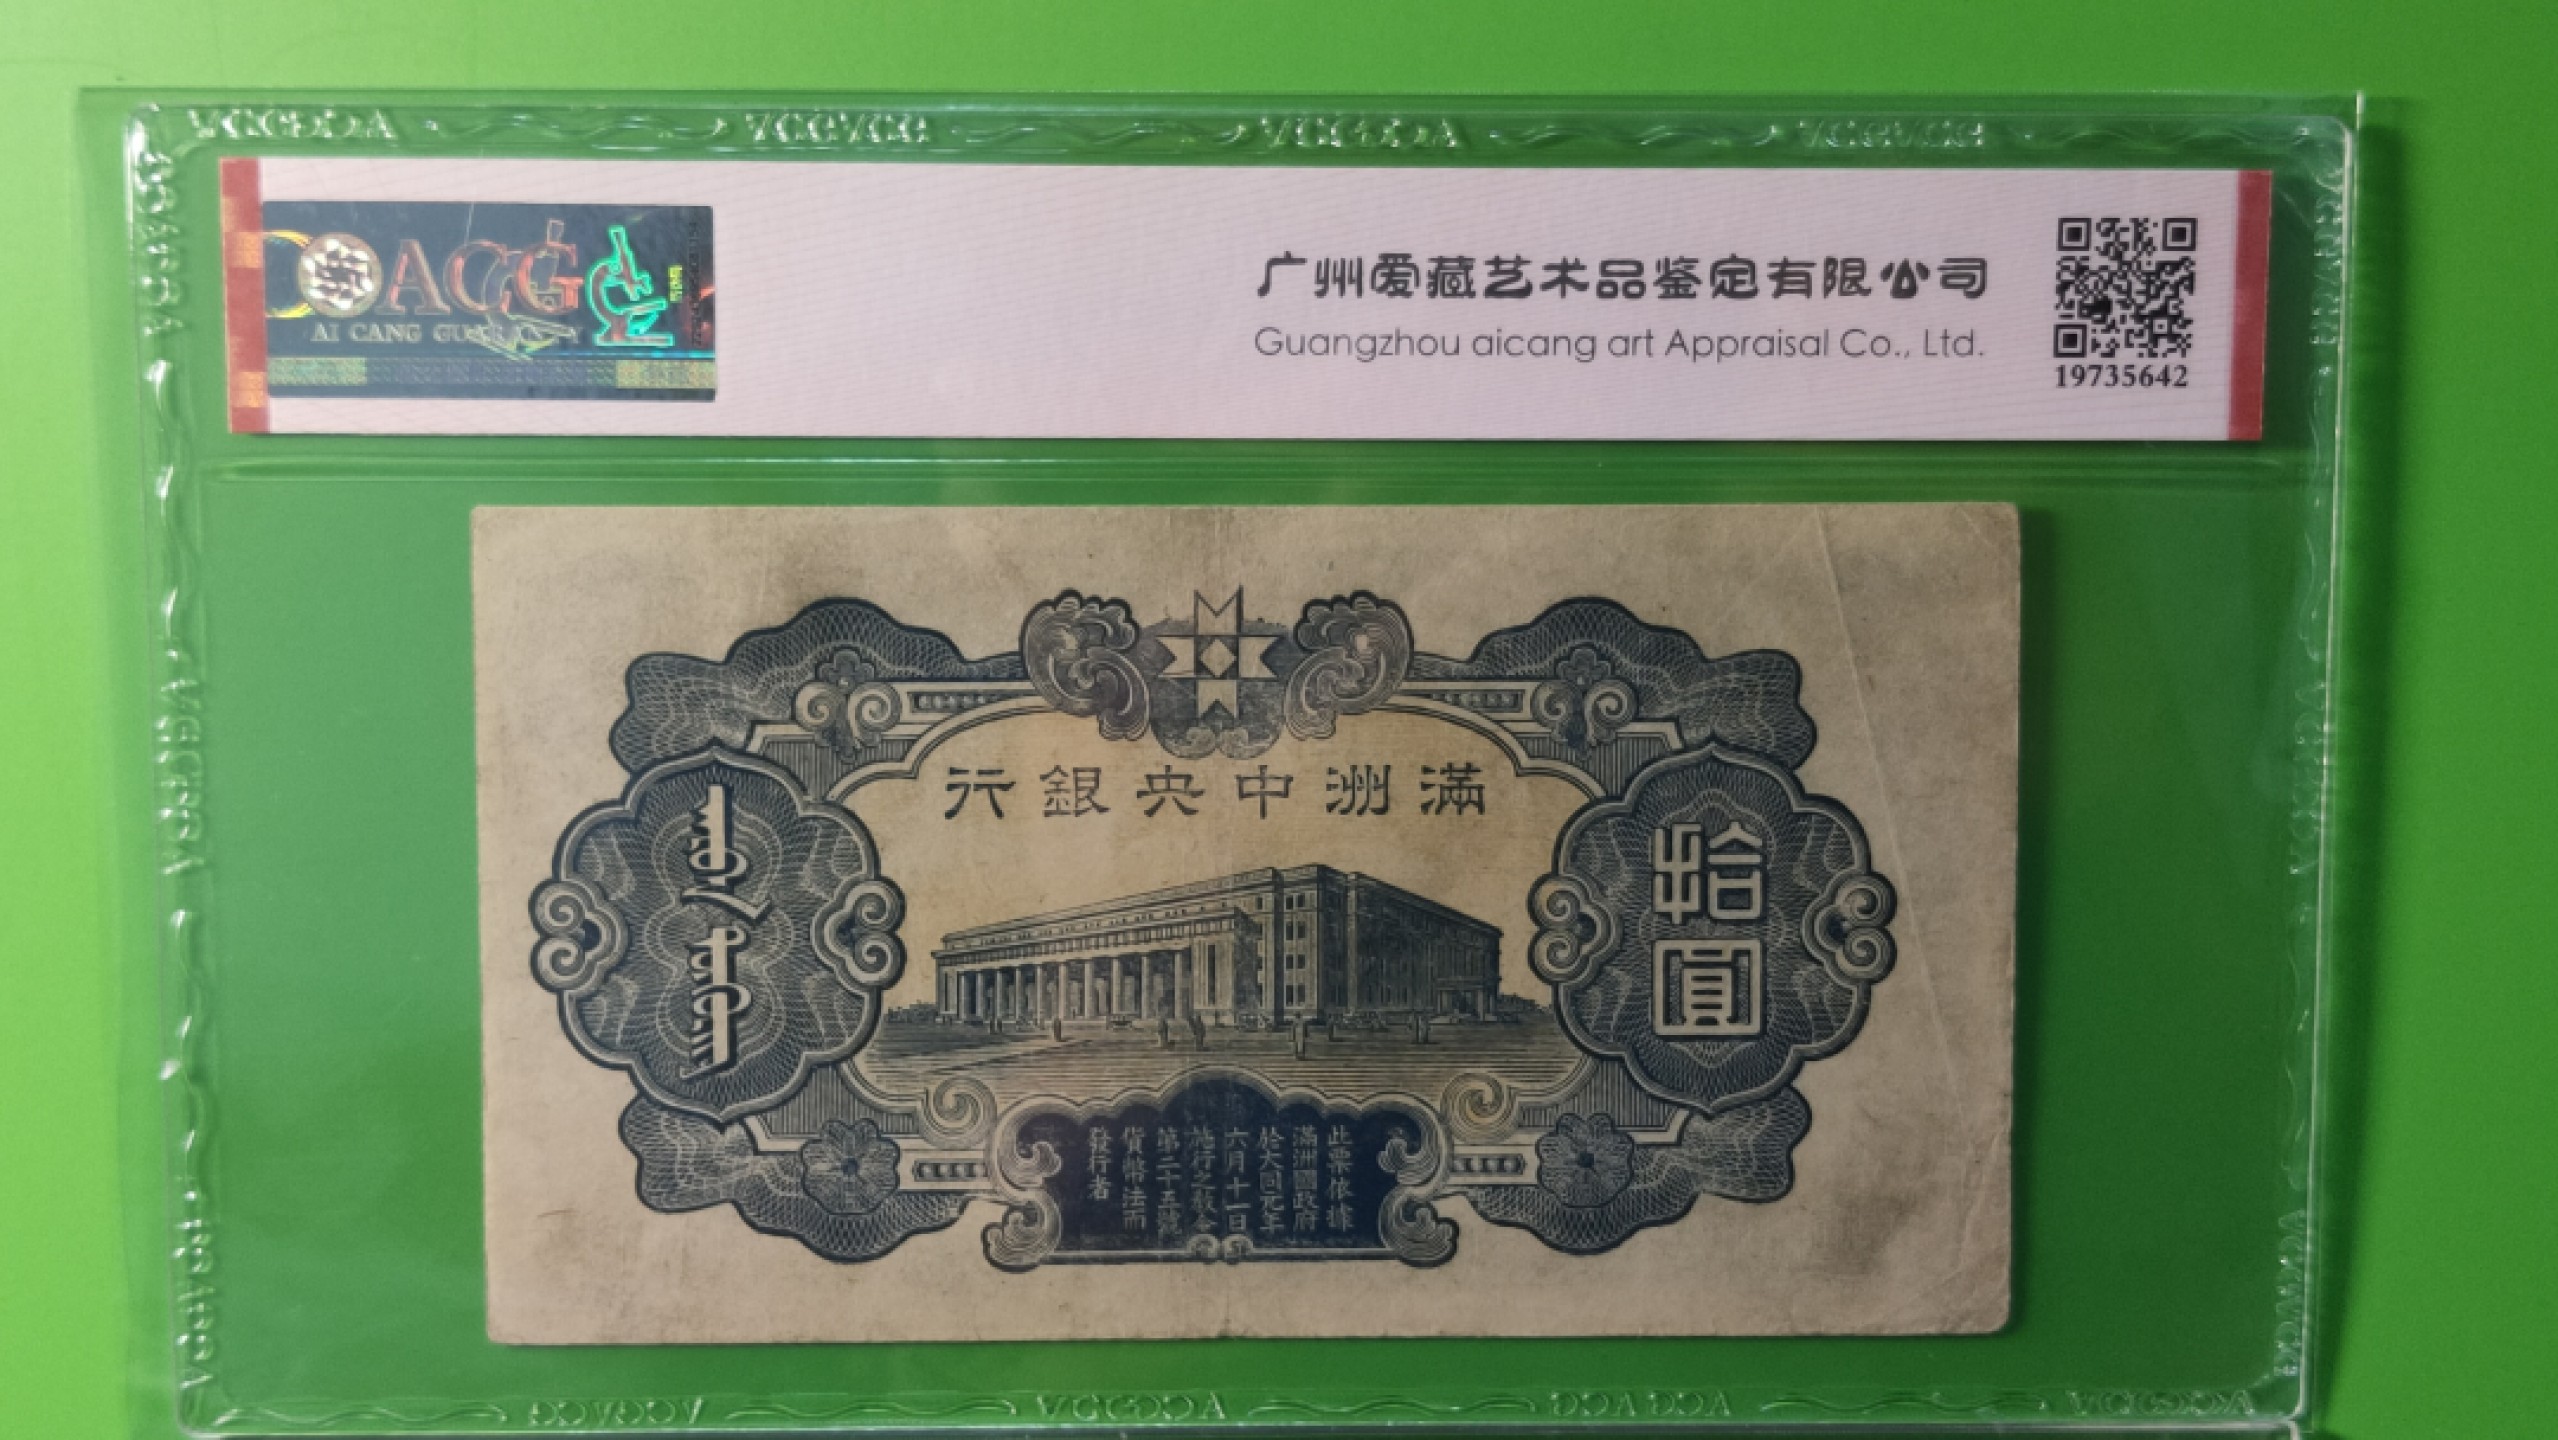 ACG
AI CANG GUARANTY
广州爱藏艺术品鉴定有限公司
Guangzhou aicang art Appraisal Co., Ltd.
19735642
行銀央中洲滿
拾圓
此票依據
滿洲國政府
於大同元年
六月十一日
施行之敎令
第二十五號
貨幣法而
發行者